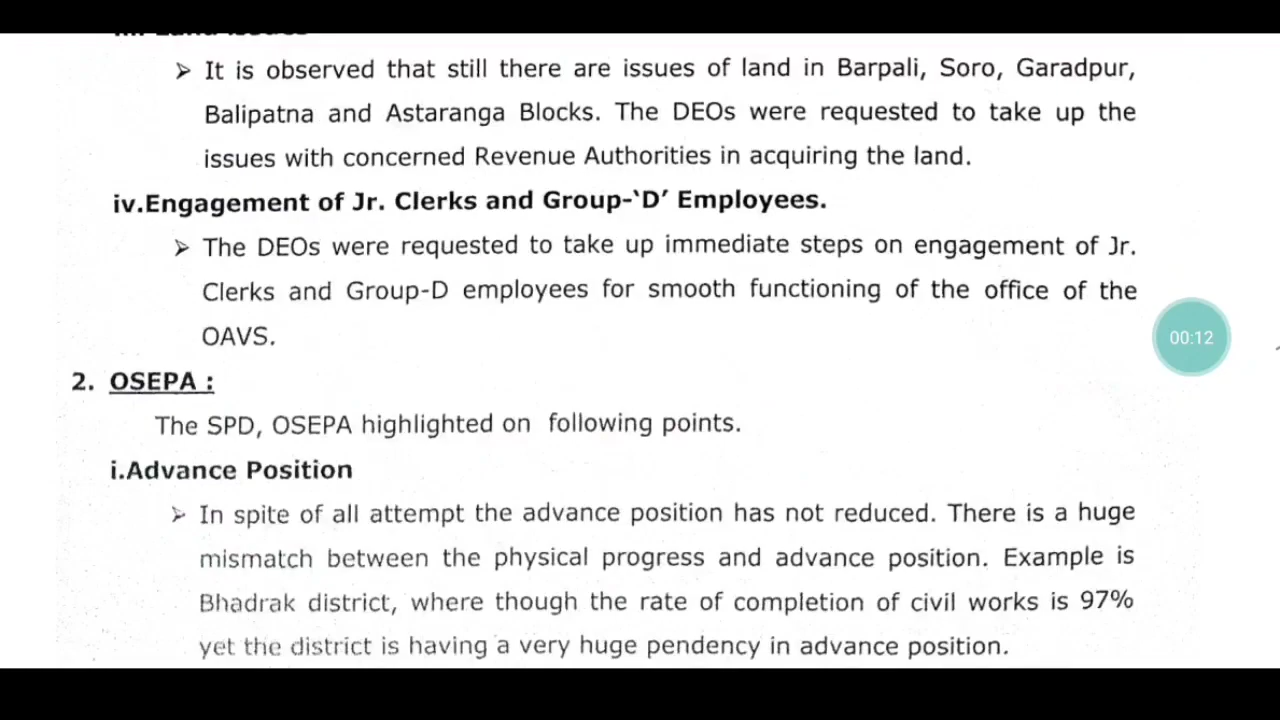 iii. Land issues
➢ It is observed that still there are issues of land in Barpali, Soro, Garadpur,
Balipatna and Astaranga Blocks. The DEOs were requested to take up the
issues with concerned Revenue Authorities in acquiring the land.
iv.Engagement of Jr. Clerks and Group-‘D’ Employees.
➢ The DEOs were requested to take up immediate steps on engagement of Jr.
Clerks and Group-D employees for smooth functioning of the office of the
OAVS.
00:12
2. OSEPA :
The SPD, OSEPA highlighted on following points.
i.Advance Position
➢ In spite of all attempt the advance position has not reduced. There is a huge
mismatch between the physical progress and advance position. Example is
Bhadrak district, where though the rate of completion of civil works is 97%
yet the district is having a very huge pendency in advance position.